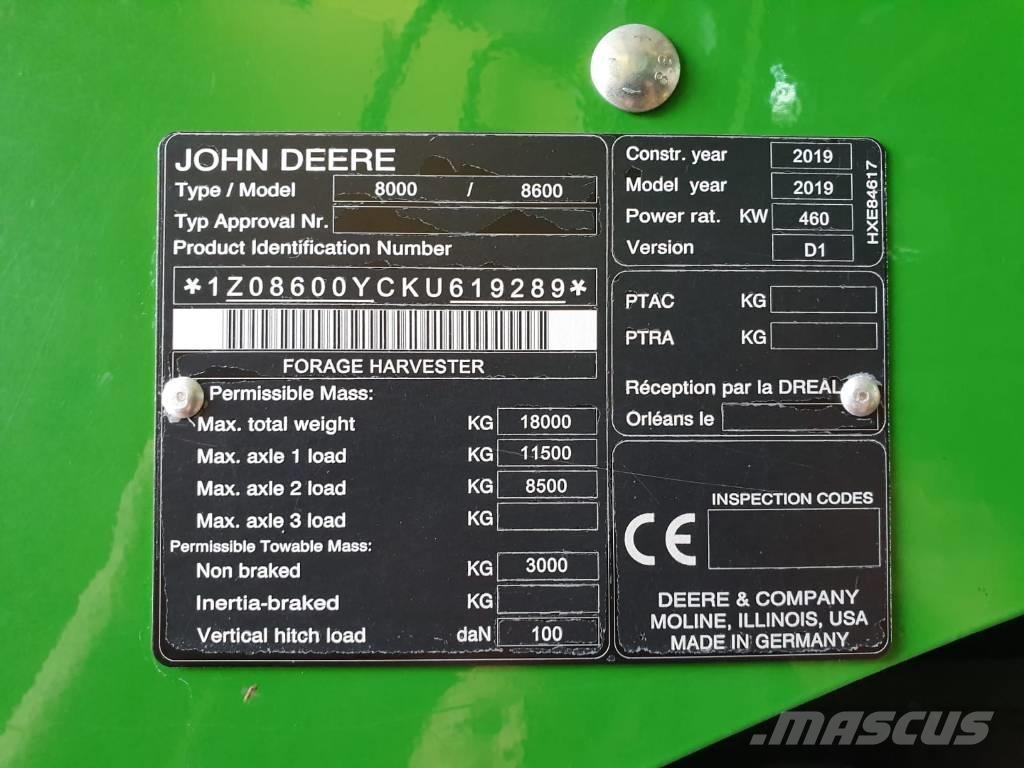 JOHN DEERE
Type / Model 8000 / 8600
Typ Approval Nr.
Product Identification Number
*1Z08600YCKU619289*
FORAGE HARVESTER
Permissible Mass:
Max. total weight KG 18000
Max. axle 1 load KG 11500
Max. axle 2 load KG 8500
Max. axle 3 load KG
Permissible Towable Mass:
Non braked KG 3000
Inertia-braked KG
Vertical hitch load daN 100
Constr. year 2019
Model year 2019
Power rat. KW 460
Version D1
HXE84617
PTAC KG
PTRA KG
Réception par la DREAL
Orléans le
INSPECTION CODES
CE
DEERE & COMPANY
MOLINE, ILLINOIS, USA
MADE IN GERMANY
MASCUS